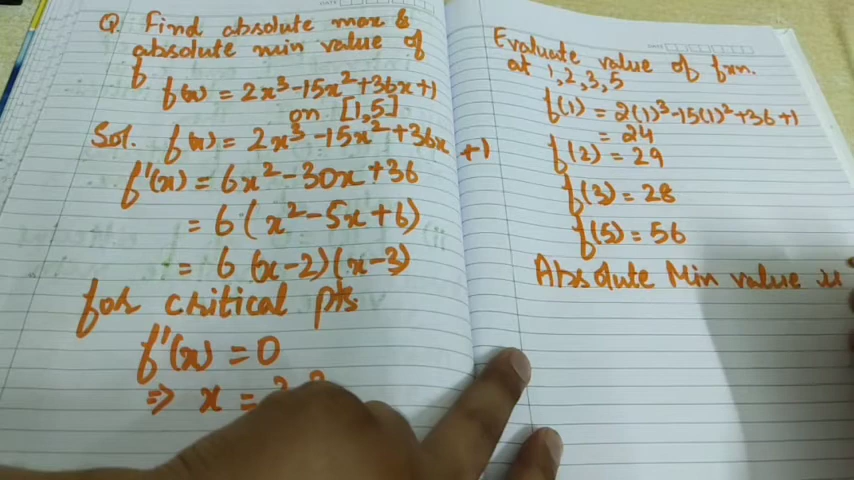 Q. Find absolute max &
absolute min value of
f f(x) = 2x³-15x²+36x+1
on [1,5]
Sol. f(x) = 2x³-15x²+36x +1
f'(x) = 6x²-30x+36
= 6(x²-5x+6)
= 6(x-2)(x-3)
for critical pts.
f'(x) = 0
⇒ x =
Evaluate value of fxn.
at 1,2,3,5
f(1) = 2(1)³-15(1)²+36+1
= 24
f(2) = 29
f(3) = 28
f(5) = 56
Absolute Min value is